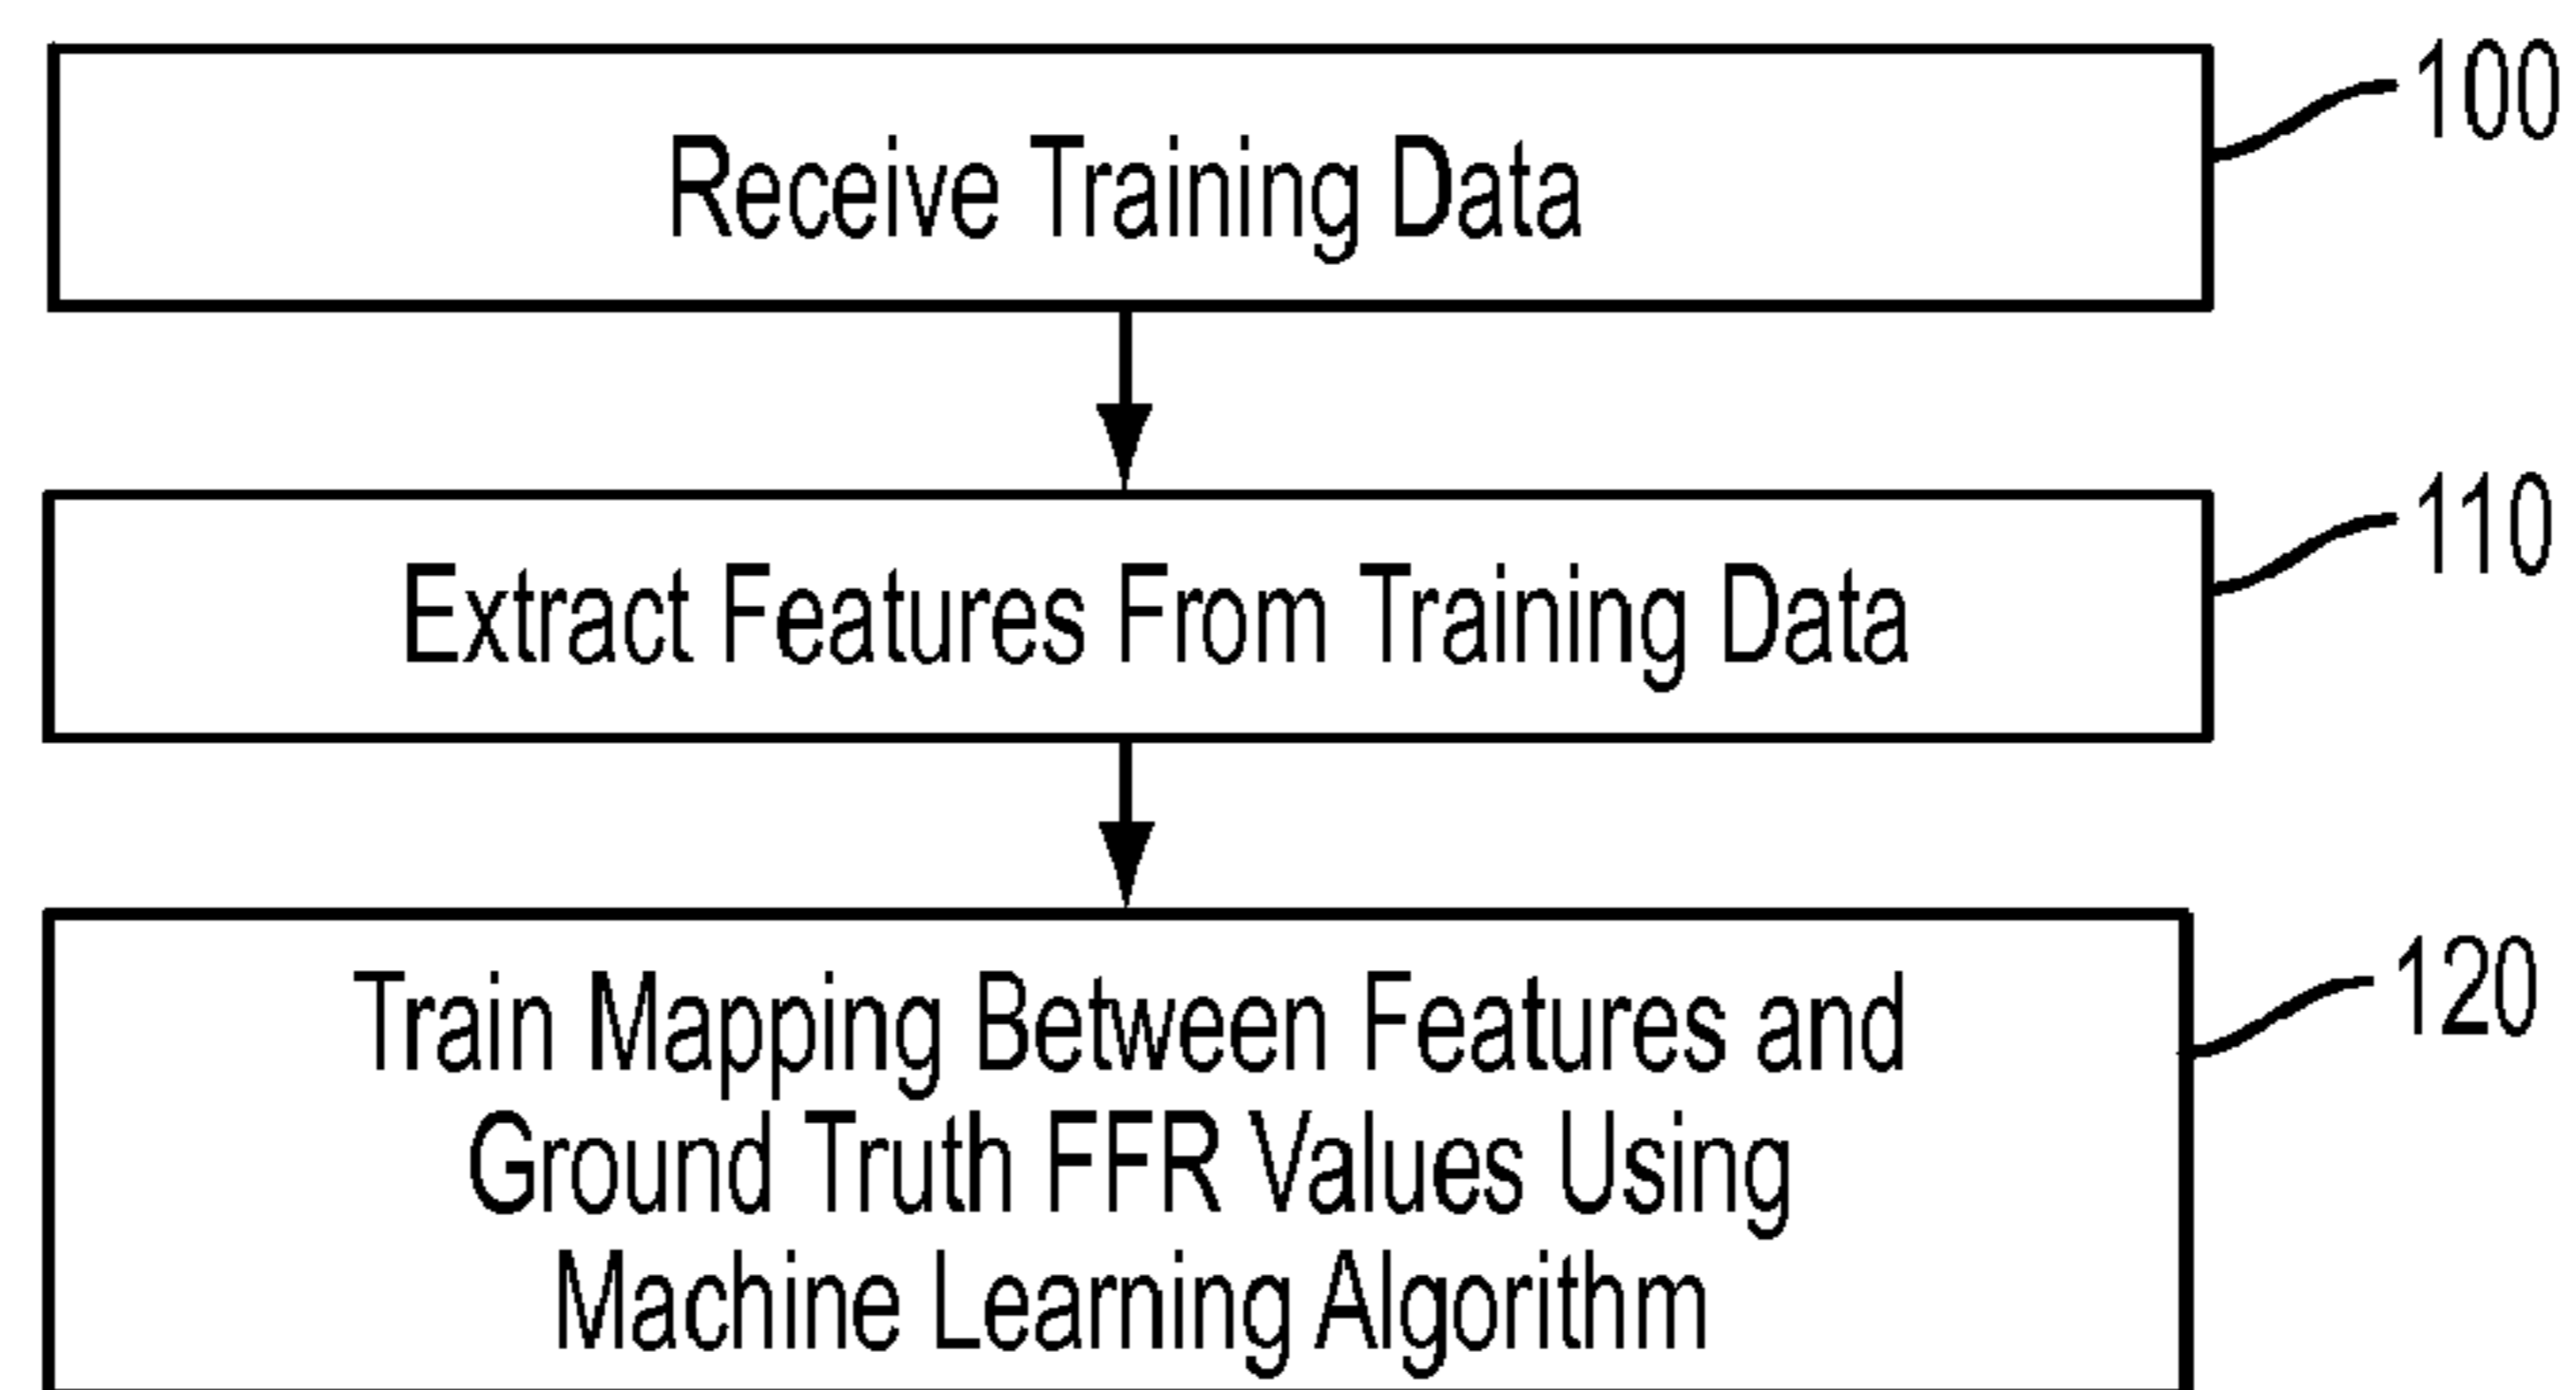 100
Receive Training Data
110
Extract Features From Training Data
120
Train Mapping Between Features and
Ground Truth FFR Values Using
Machine Learning Algorithm